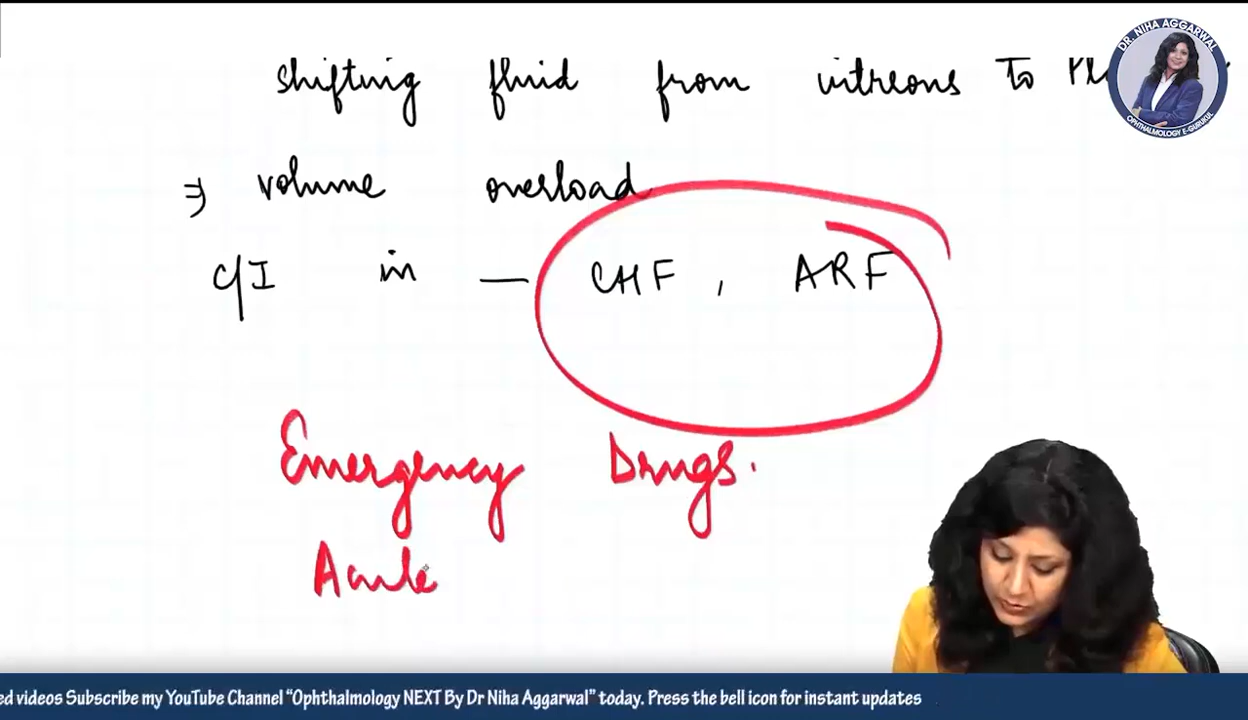 shifting fluid from vitreous to
⇒ volume overload
C/I in — CHF , ARF
Emergency Drugs.
Acute
DR. NIHA AGGARWAL
OPHTHALMOLOGY E-GURUKUL
ed videos Subscribe my YouTube Channel “Ophthalmology NEXT By Dr Niha Aggarwal” today. Press the bell icon for instant updates